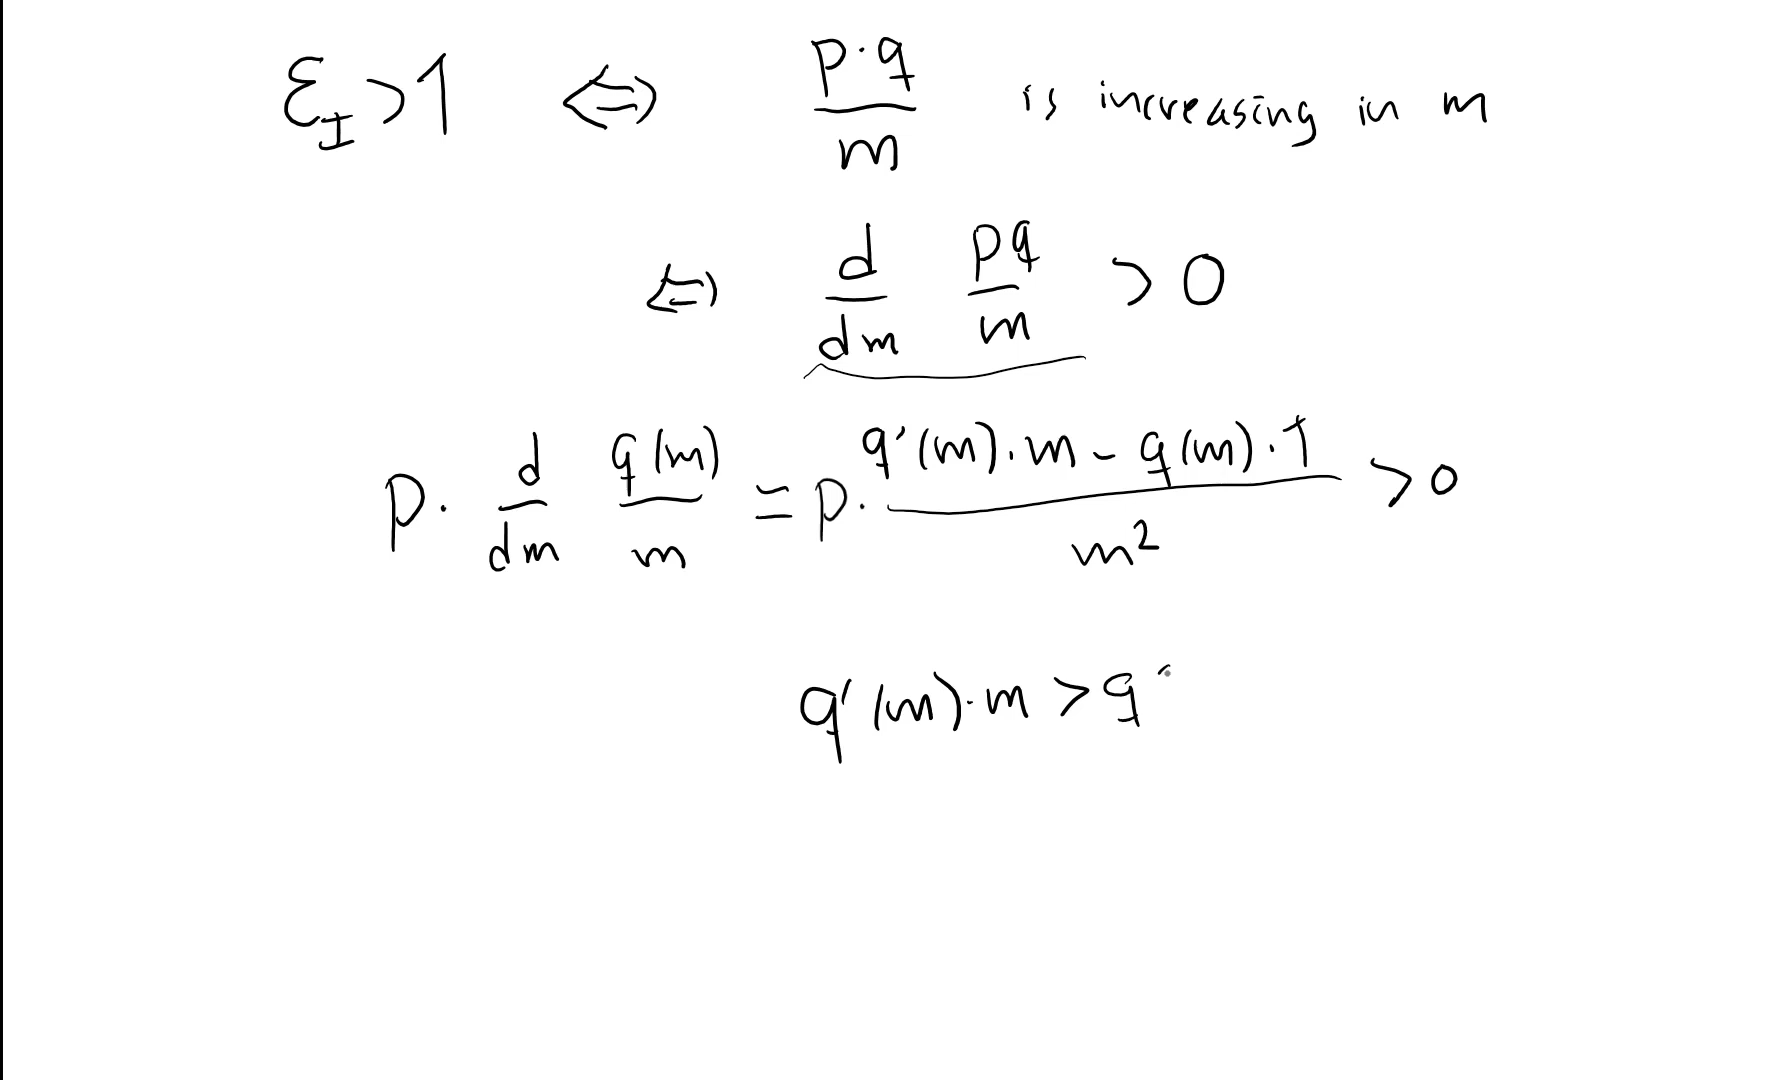 ε_I > 1 ⇔ p·q / m is increasing in m
⇔ d/dm pq/m > 0
p · d/dm q(m)/m = p · (q'(m)·m - q(m)·1) / m² > 0
q'(m)·m > q